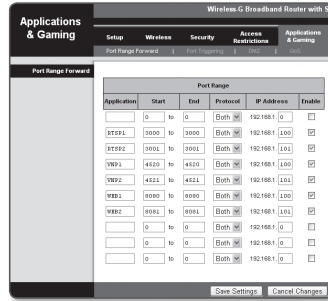 Wireless-G Broadband Router with S
Applications
& Gaming
Setup Wireless Security Access Restrictions Applications & Gaming
Port Range Forward | Port Triggering | DMZ | QoS
Port Range Forward
Port Range
Application Start End Protocol IP Address Enable
0 to 0 Both 192.168.1. 0
RTSP1 3000 to 3000 Both 192.168.1. 100
RTSP2 3001 to 3001 Both 192.168.1. 101
VNP1 4520 to 4520 Both 192.168.1. 100
VNP2 4521 to 4521 Both 192.168.1. 101
WEB1 8080 to 8080 Both 192.168.1. 100
WEB2 8081 to 8081 Both 192.168.1. 101
0 to 0 Both 192.168.1. 0
0 to 0 Both 192.168.1. 0
0 to 0 Both 192.168.1. 0
Save Settings Cancel Changes